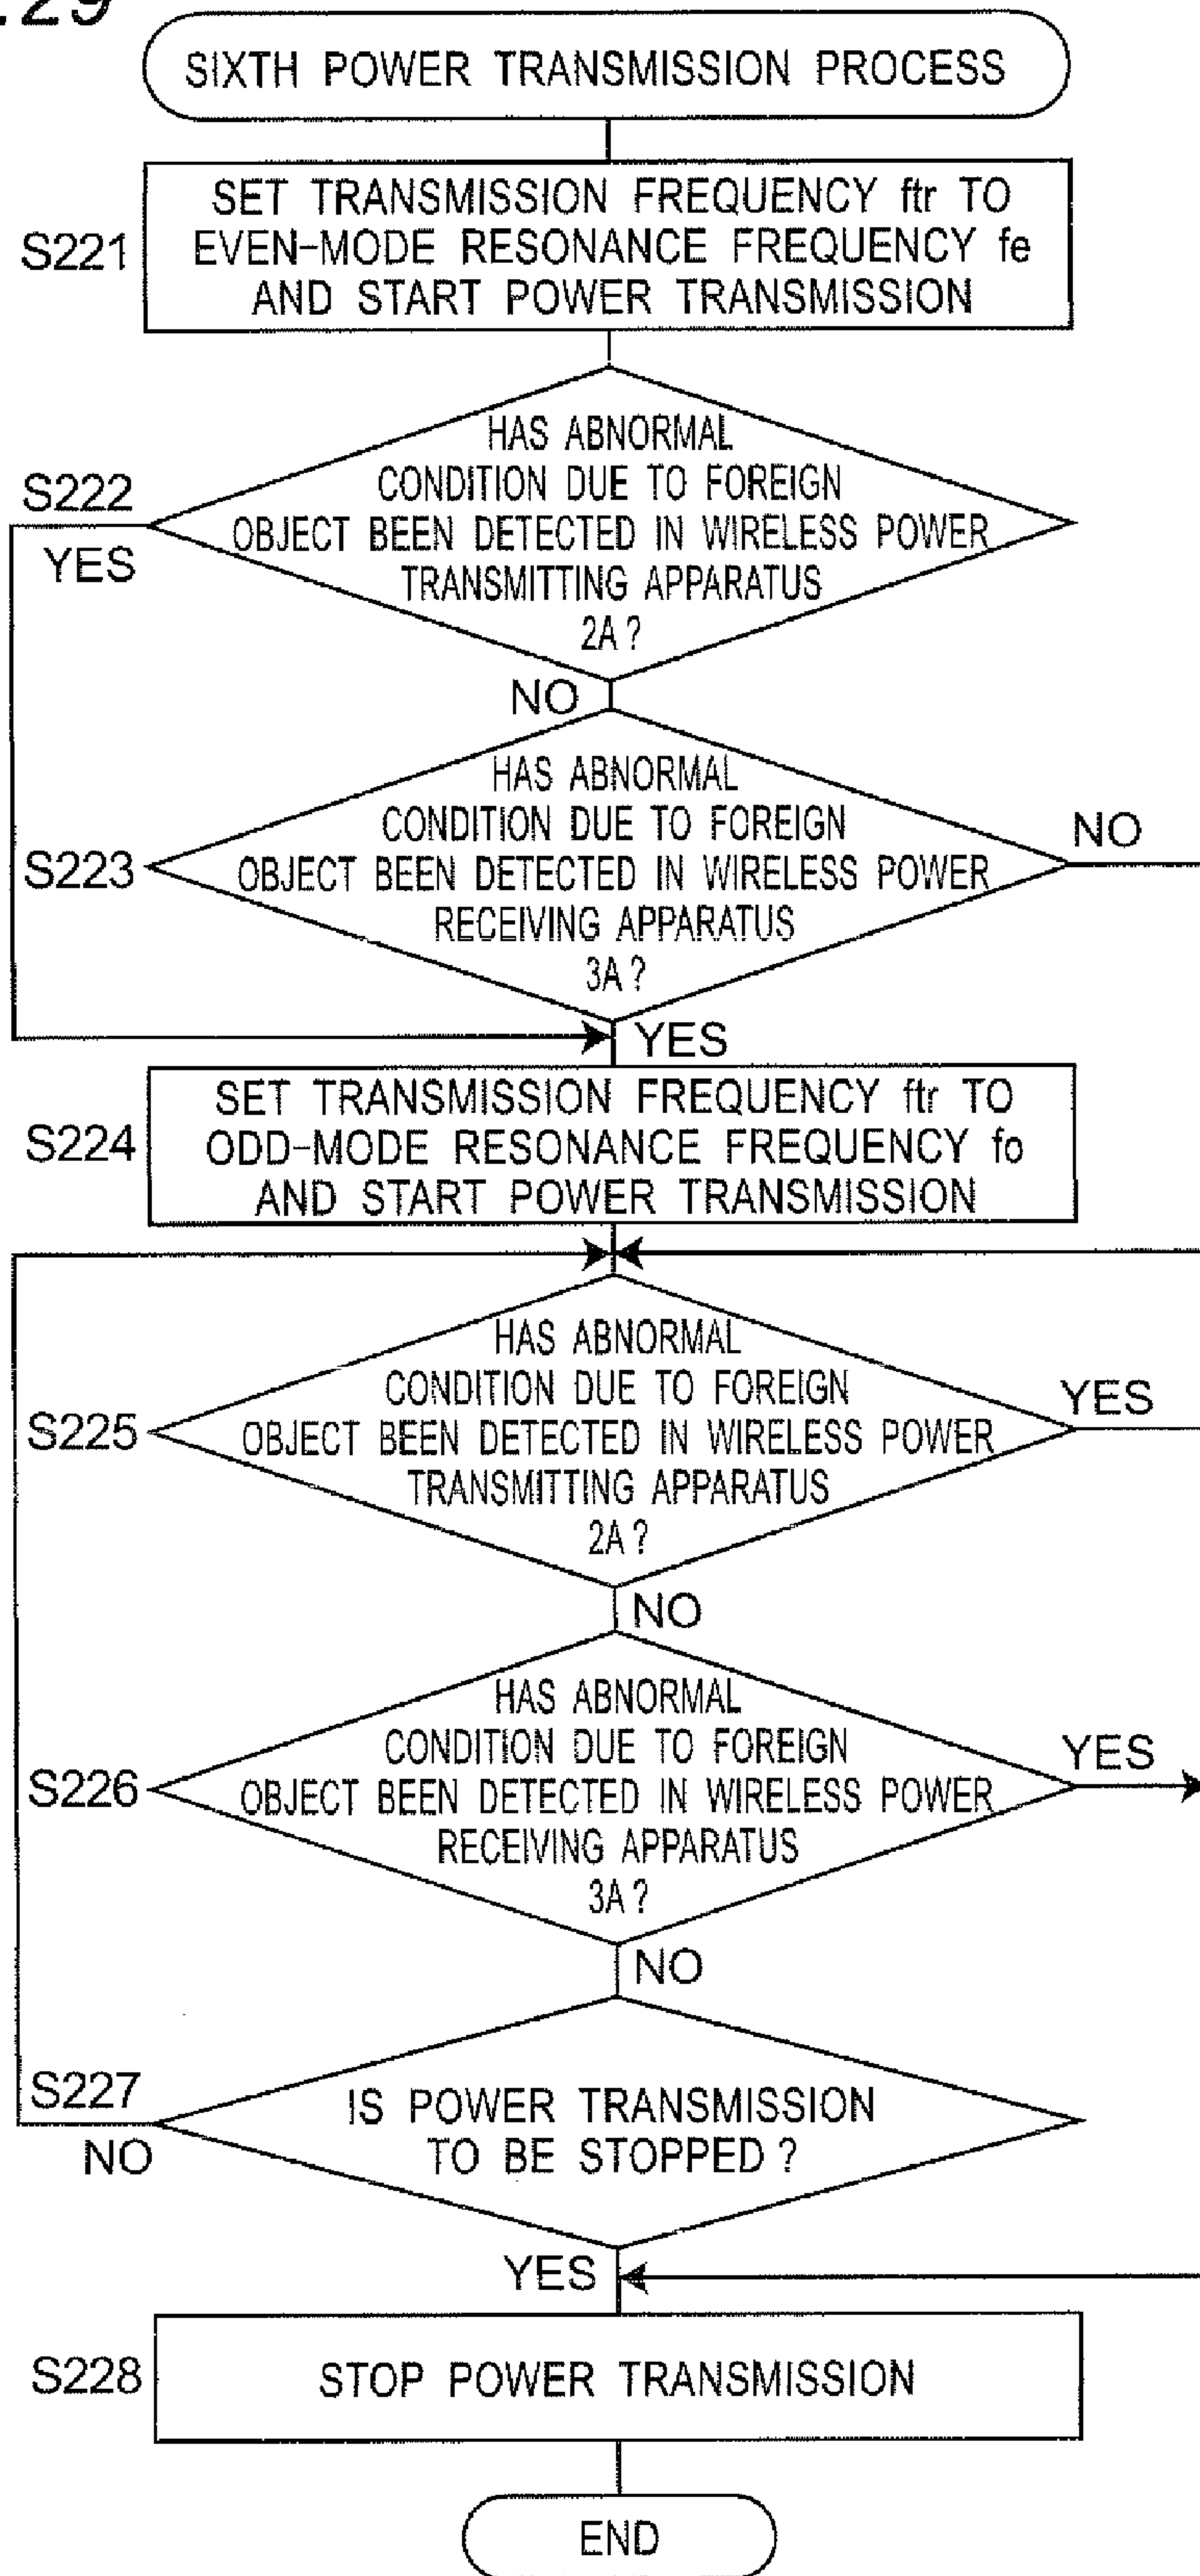 .29
SIXTH POWER TRANSMISSION PROCESS
S221
SET TRANSMISSION FREQUENCY ftr TO
EVEN-MODE RESONANCE FREQUENCY fe
AND START POWER TRANSMISSION
S222
YES
HAS ABNORMAL
CONDITION DUE TO FOREIGN
OBJECT BEEN DETECTED IN WIRELESS POWER
TRANSMITTING APPARATUS
2A ?
NO
S223
HAS ABNORMAL
CONDITION DUE TO FOREIGN
OBJECT BEEN DETECTED IN WIRELESS POWER
RECEIVING APPARATUS
3A ?
NO
YES
S224
SET TRANSMISSION FREQUENCY ftr TO
ODD-MODE RESONANCE FREQUENCY fo
AND START POWER TRANSMISSION
S225
HAS ABNORMAL
CONDITION DUE TO FOREIGN
OBJECT BEEN DETECTED IN WIRELESS POWER
TRANSMITTING APPARATUS
2A ?
YES
NO
S226
HAS ABNORMAL
CONDITION DUE TO FOREIGN
OBJECT BEEN DETECTED IN WIRELESS POWER
RECEIVING APPARATUS
3A ?
YES
NO
S227
NO
IS POWER TRANSMISSION
TO BE STOPPED ?
YES
S228
STOP POWER TRANSMISSION
END